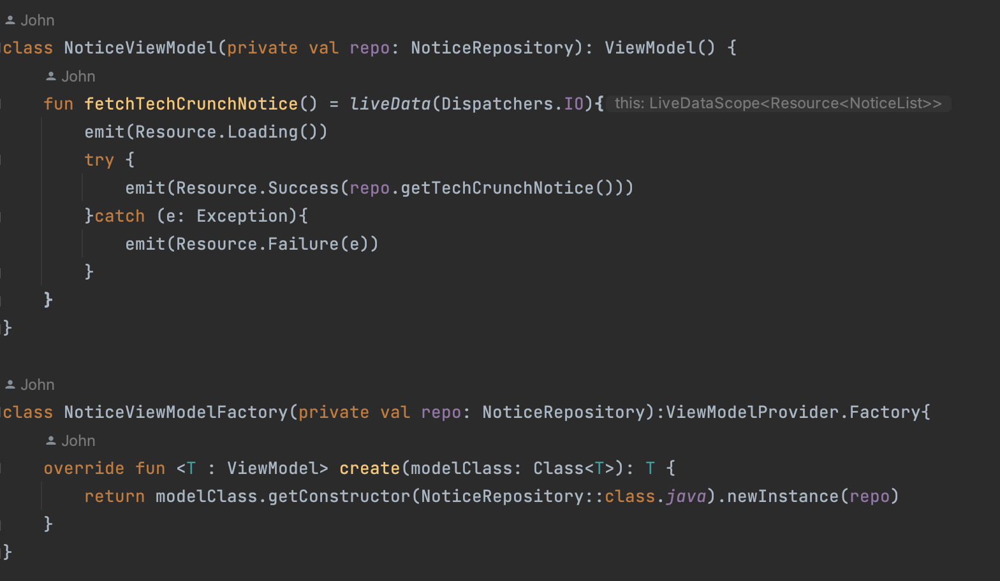 John
class NoticeViewModel(private val repo: NoticeRepository): ViewModel() {
John
fun fetchTechCrunchNotice() = liveData(Dispatchers.IO){ this: LiveDataScope<Resource<NoticeList>>
emit(Resource.Loading())
try {
emit(Resource.Success(repo.getTechCrunchNotice()))
}catch (e: Exception){
emit(Resource.Failure(e))
}
}
}
John
class NoticeViewModelFactory(private val repo: NoticeRepository):ViewModelProvider.Factory{
John
override fun <T : ViewModel> create(modelClass: Class<T>): T {
return modelClass.getConstructor(NoticeRepository::class.java).newInstance(repo)
}
}